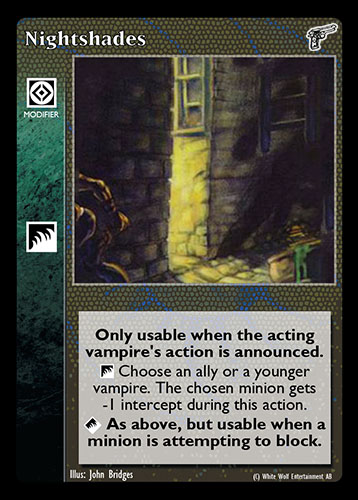 Nightshades
MODIFIER
Only usable when the acting
vampire's action is announced.
Choose an ally or a younger
vampire. The chosen minion gets
-1 intercept during this action.
As above, but usable when a
minion is attempting to block.
Illus: John Bridges
(C) White Wolf Entertainment AB